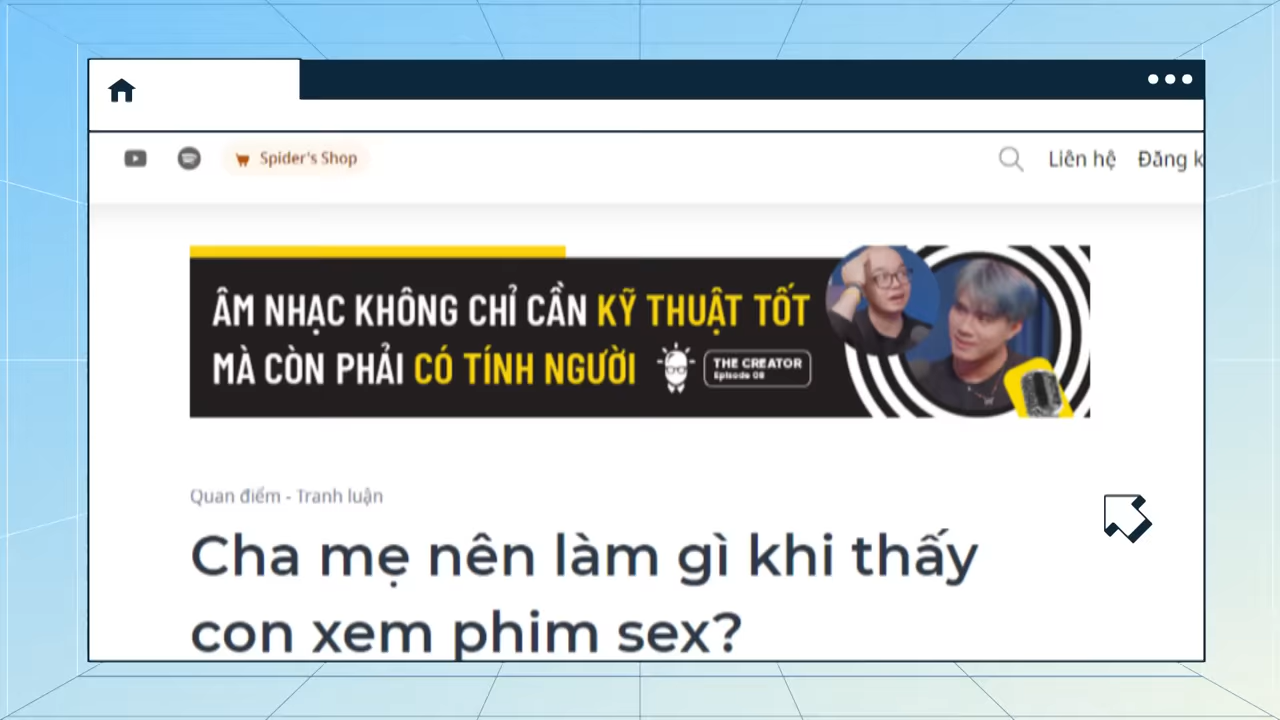 Spider's Shop
Liên hệ
Đăng k
ÂM NHẠC KHÔNG CHỈ CẦN KỸ THUẬT TỐT
MÀ CÒN PHẢI CÓ TÍNH NGƯỜI
THE CREATOR
Episode 08
Quan điểm - Tranh luận
Cha mẹ nên làm gì khi thấy
con xem phim sex?